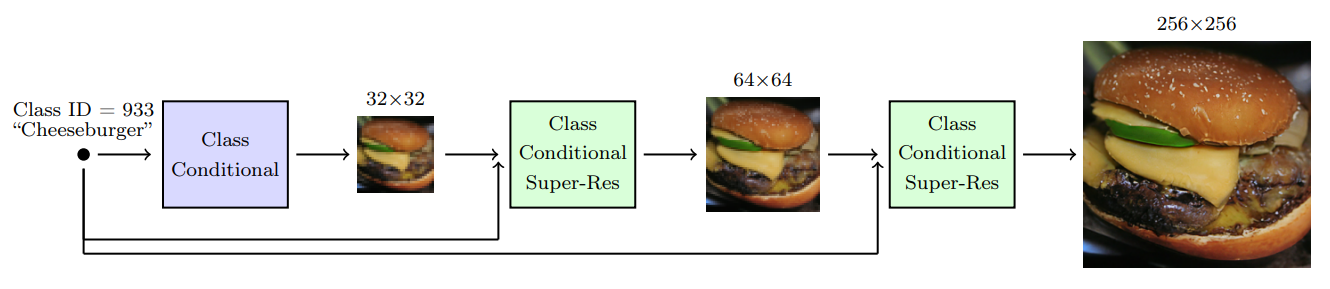 Class ID = 933
“Cheeseburger”
Class
Conditional
32×32
Class
Conditional
Super-Res
64×64
Class
Conditional
Super-Res
256×256